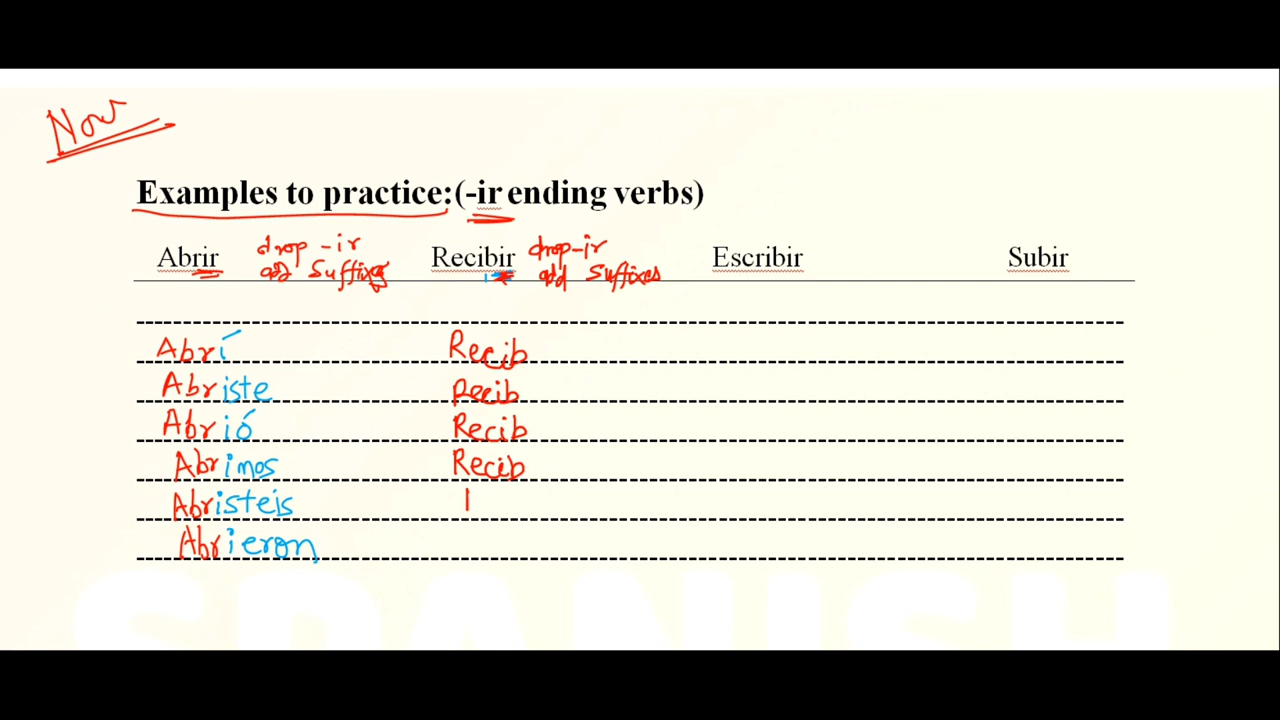 Now
Examples to practice:(-ir ending verbs)
Abrir drop -ir Recibir drop-ir Escribir Subir
add suffixes add suffixes
Abrí Recib
Abriste Recib
Abrió Recib
Abrimos Recib
Abristeis
Abrieron
SPANISH